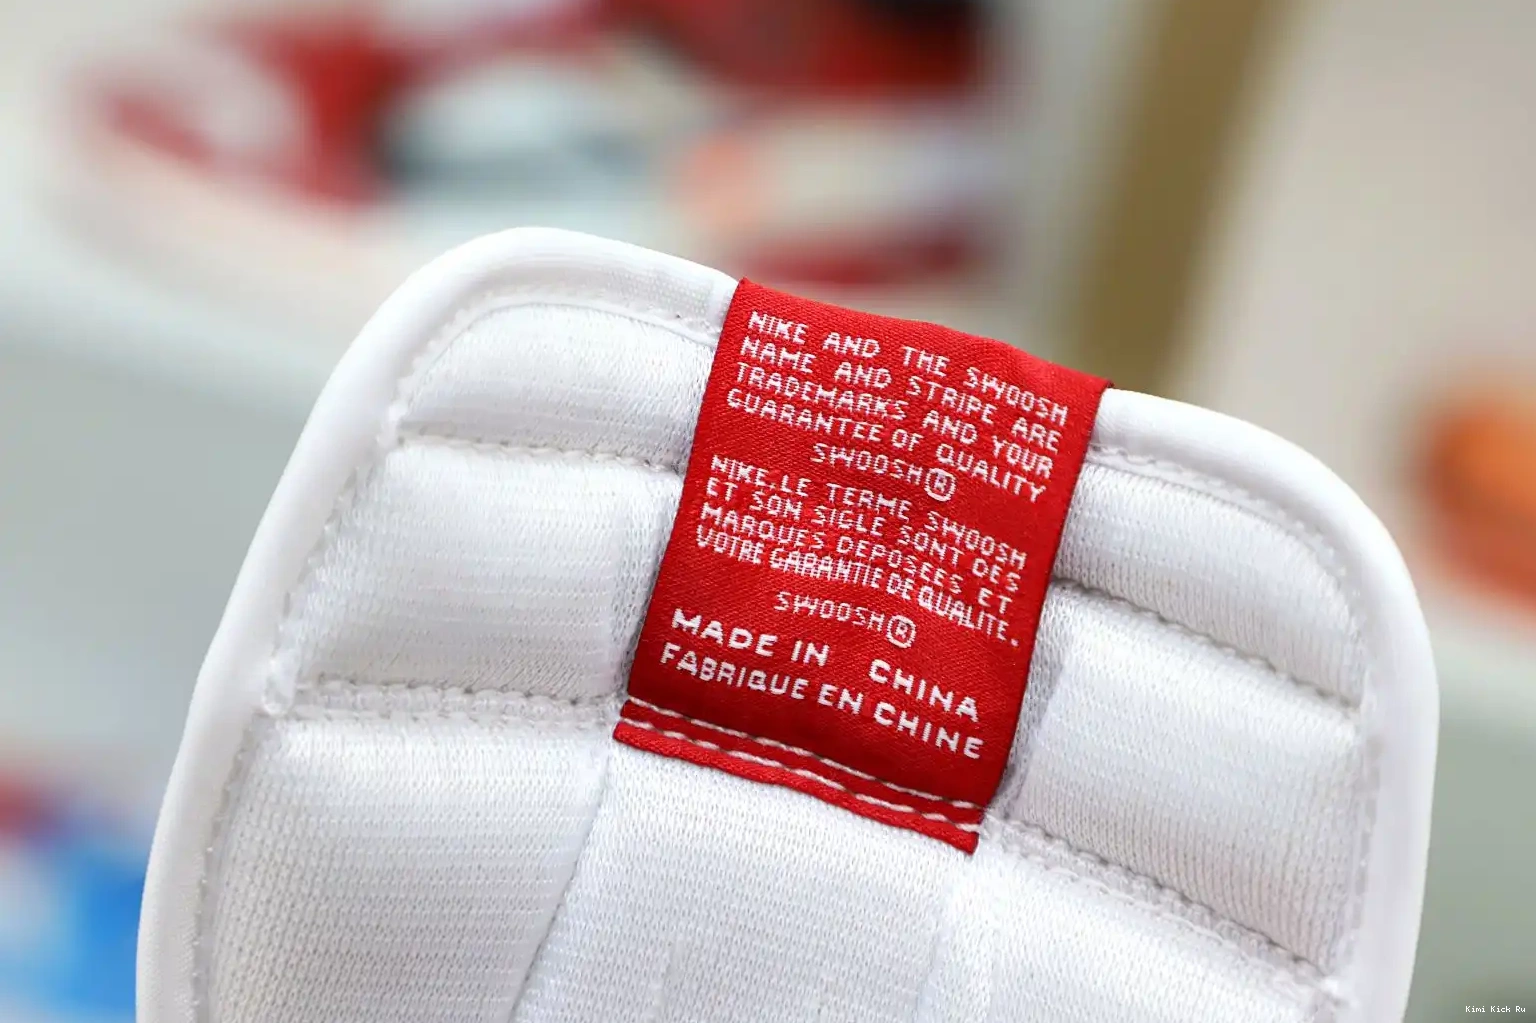 NIKE AND THE SWOOSH
NAME AND STRIPE ARE
TRADEMARKS AND YOUR
GUARANTEE OF QUALITY
SWOOSH®
NIKE,LE TERME SWOOSH
ET SON SIGLE SONT DES
MARQUES DEPOSEES ET
VOTRE GARANTIE DE QUALITE.
SWOOSH®
MADE IN CHINA
FABRIQUE EN CHINE
Kimi Kick Ru